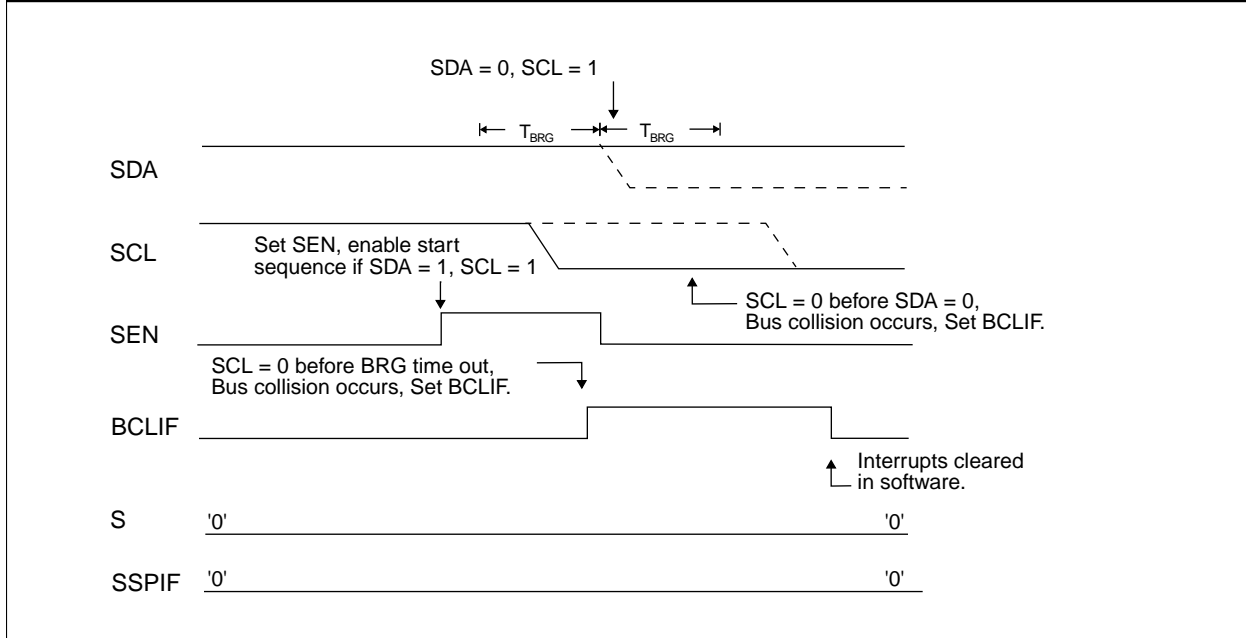 SDA = 0, SCL = 1
TBRG TBRG
SDA
SCL
Set SEN, enable start
sequence if SDA = 1, SCL = 1
SCL = 0 before SDA = 0,
Bus collision occurs, Set BCLIF.
SEN
SCL = 0 before BRG time out,
Bus collision occurs, Set BCLIF.
BCLIF
Interrupts cleared
in software.
S '0' '0'
SSPIF '0' '0'